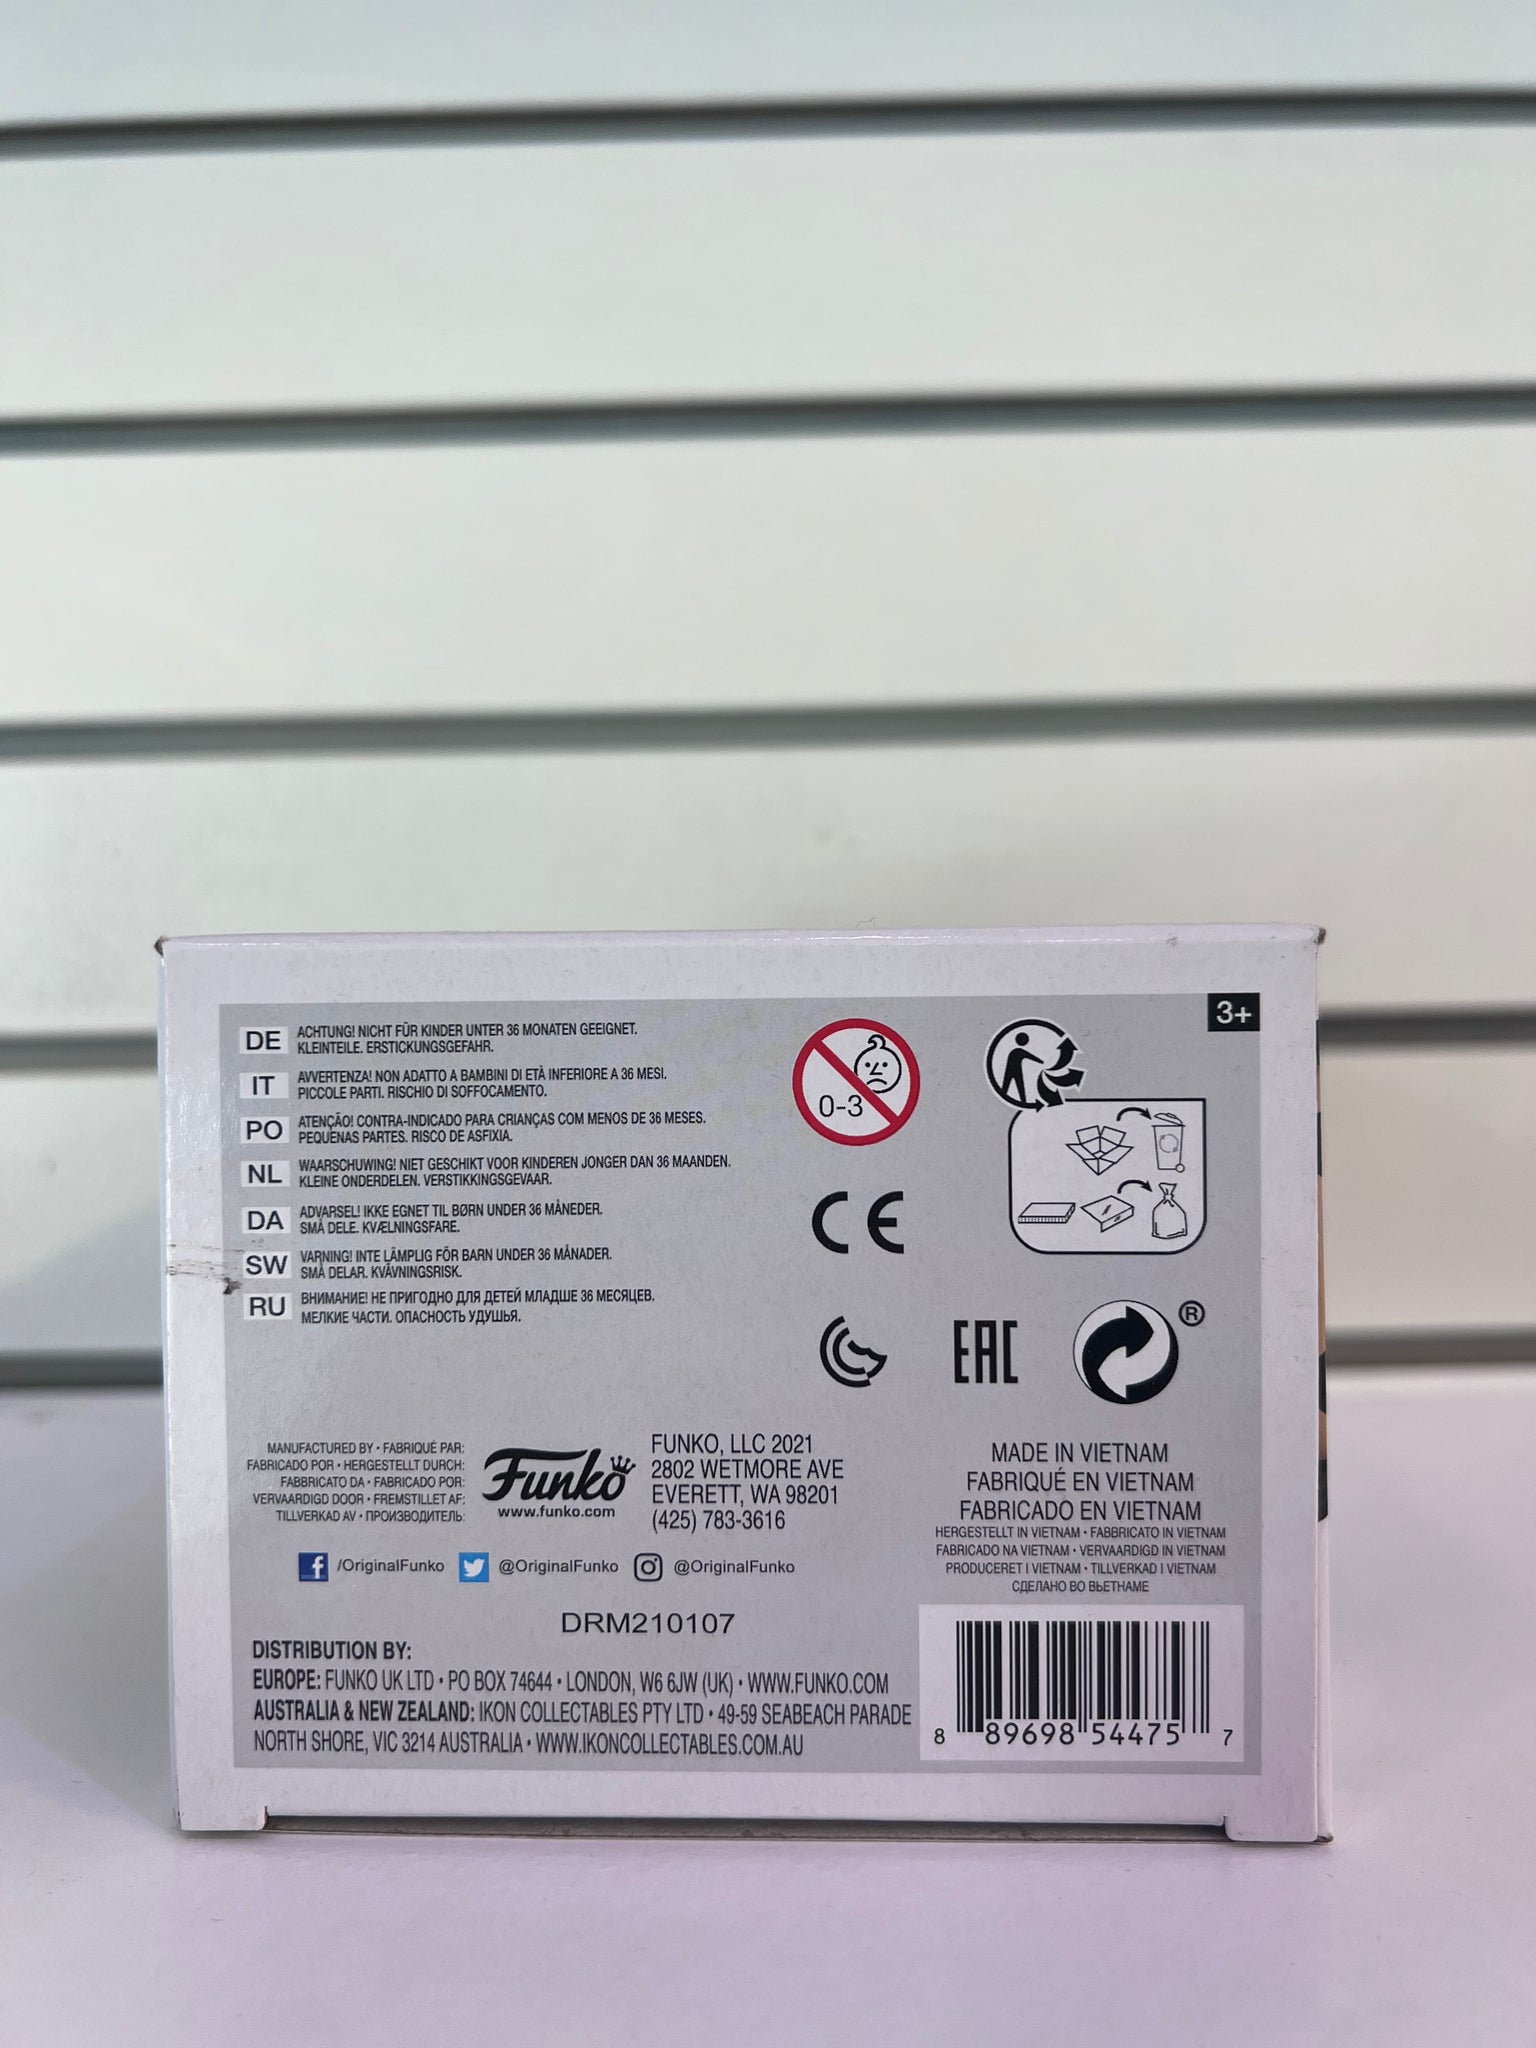 3+
DE ACHTUNG! NICHT FÜR KINDER UNTER 36 MONATEN GEEIGNET.
KLEINTEILE. ERSTICKUNGSGEFAHR.
IT AVVERTENZA! NON ADATTO A BAMBINI DI ETÀ INFERIORE A 36 MESI.
PICCOLE PARTI. RISCHIO DI SOFFOCAMENTO.
PO ATENÇÃO! CONTRA-INDICADO PARA CRIANÇAS COM MENOS DE 36 MESES.
PEQUENAS PARTES. RISCO DE ASFIXIA.
NL WAARSCHUWING! NIET GESCHIKT VOOR KINDEREN JONGER DAN 36 MAANDEN.
KLEINE ONDERDELEN. VERSTIKKINGSGEVAAR.
DA ADVARSEL! IKKE EGNET TIL BØRN UNDER 36 MÅNEDER.
SMÅ DELE. KVÆLNINGSFARE.
SW VARNING! INTE LÄMPLIG FÖR BARN UNDER 36 MÅNADER.
SMÅ DELAR. KVÄVNINGSRISK.
RU ВНИМАНИЕ! НЕ ПРИГОДНО ДЛЯ ДЕТЕЙ МЛАДШЕ 36 МЕСЯЦЕВ.
МЕЛКИЕ ЧАСТИ. ОПАСНОСТЬ УДУШЬЯ.
0-3
CE
EAC
®
MANUFACTURED BY • FABRIQUÉ PAR:
FABRICADO POR • HERGESTELLT DURCH:
FABBRICATO DA • FABRICADO POR:
VERVAARDIGD DOOR • FREMSTILLET AF:
TILLVERKAD AV • ПРОИЗВОДИТЕЛЬ:
Funko
www.funko.com
FUNKO, LLC 2021
2802 WETMORE AVE
EVERETT, WA 98201
(425) 783-3616
MADE IN VIETNAM
FABRIQUÉ EN VIETNAM
FABRICADO EN VIETNAM
HERGESTELLT IN VIETNAM • FABBRICATO IN VIETNAM
FABRICADO NA VIETNAM • VERVAARDIGD IN VIETNAM
PRODUCERET I VIETNAM • TILLVERKAD I VIETNAM
СДЕЛАНО ВО ВЬЕТНАМЕ
/OriginalFunko @OriginalFunko @OriginalFunko
DRM210107
DISTRIBUTION BY:
EUROPE: FUNKO UK LTD • PO BOX 74644 • LONDON, W6 6JW (UK) • WWW.FUNKO.COM
AUSTRALIA & NEW ZEALAND: IKON COLLECTABLES PTY LTD • 49-59 SEABEACH PARADE
NORTH SHORE, VIC 3214 AUSTRALIA • WWW.IKONCOLLECTABLES.COM.AU
8 89698 54475 7